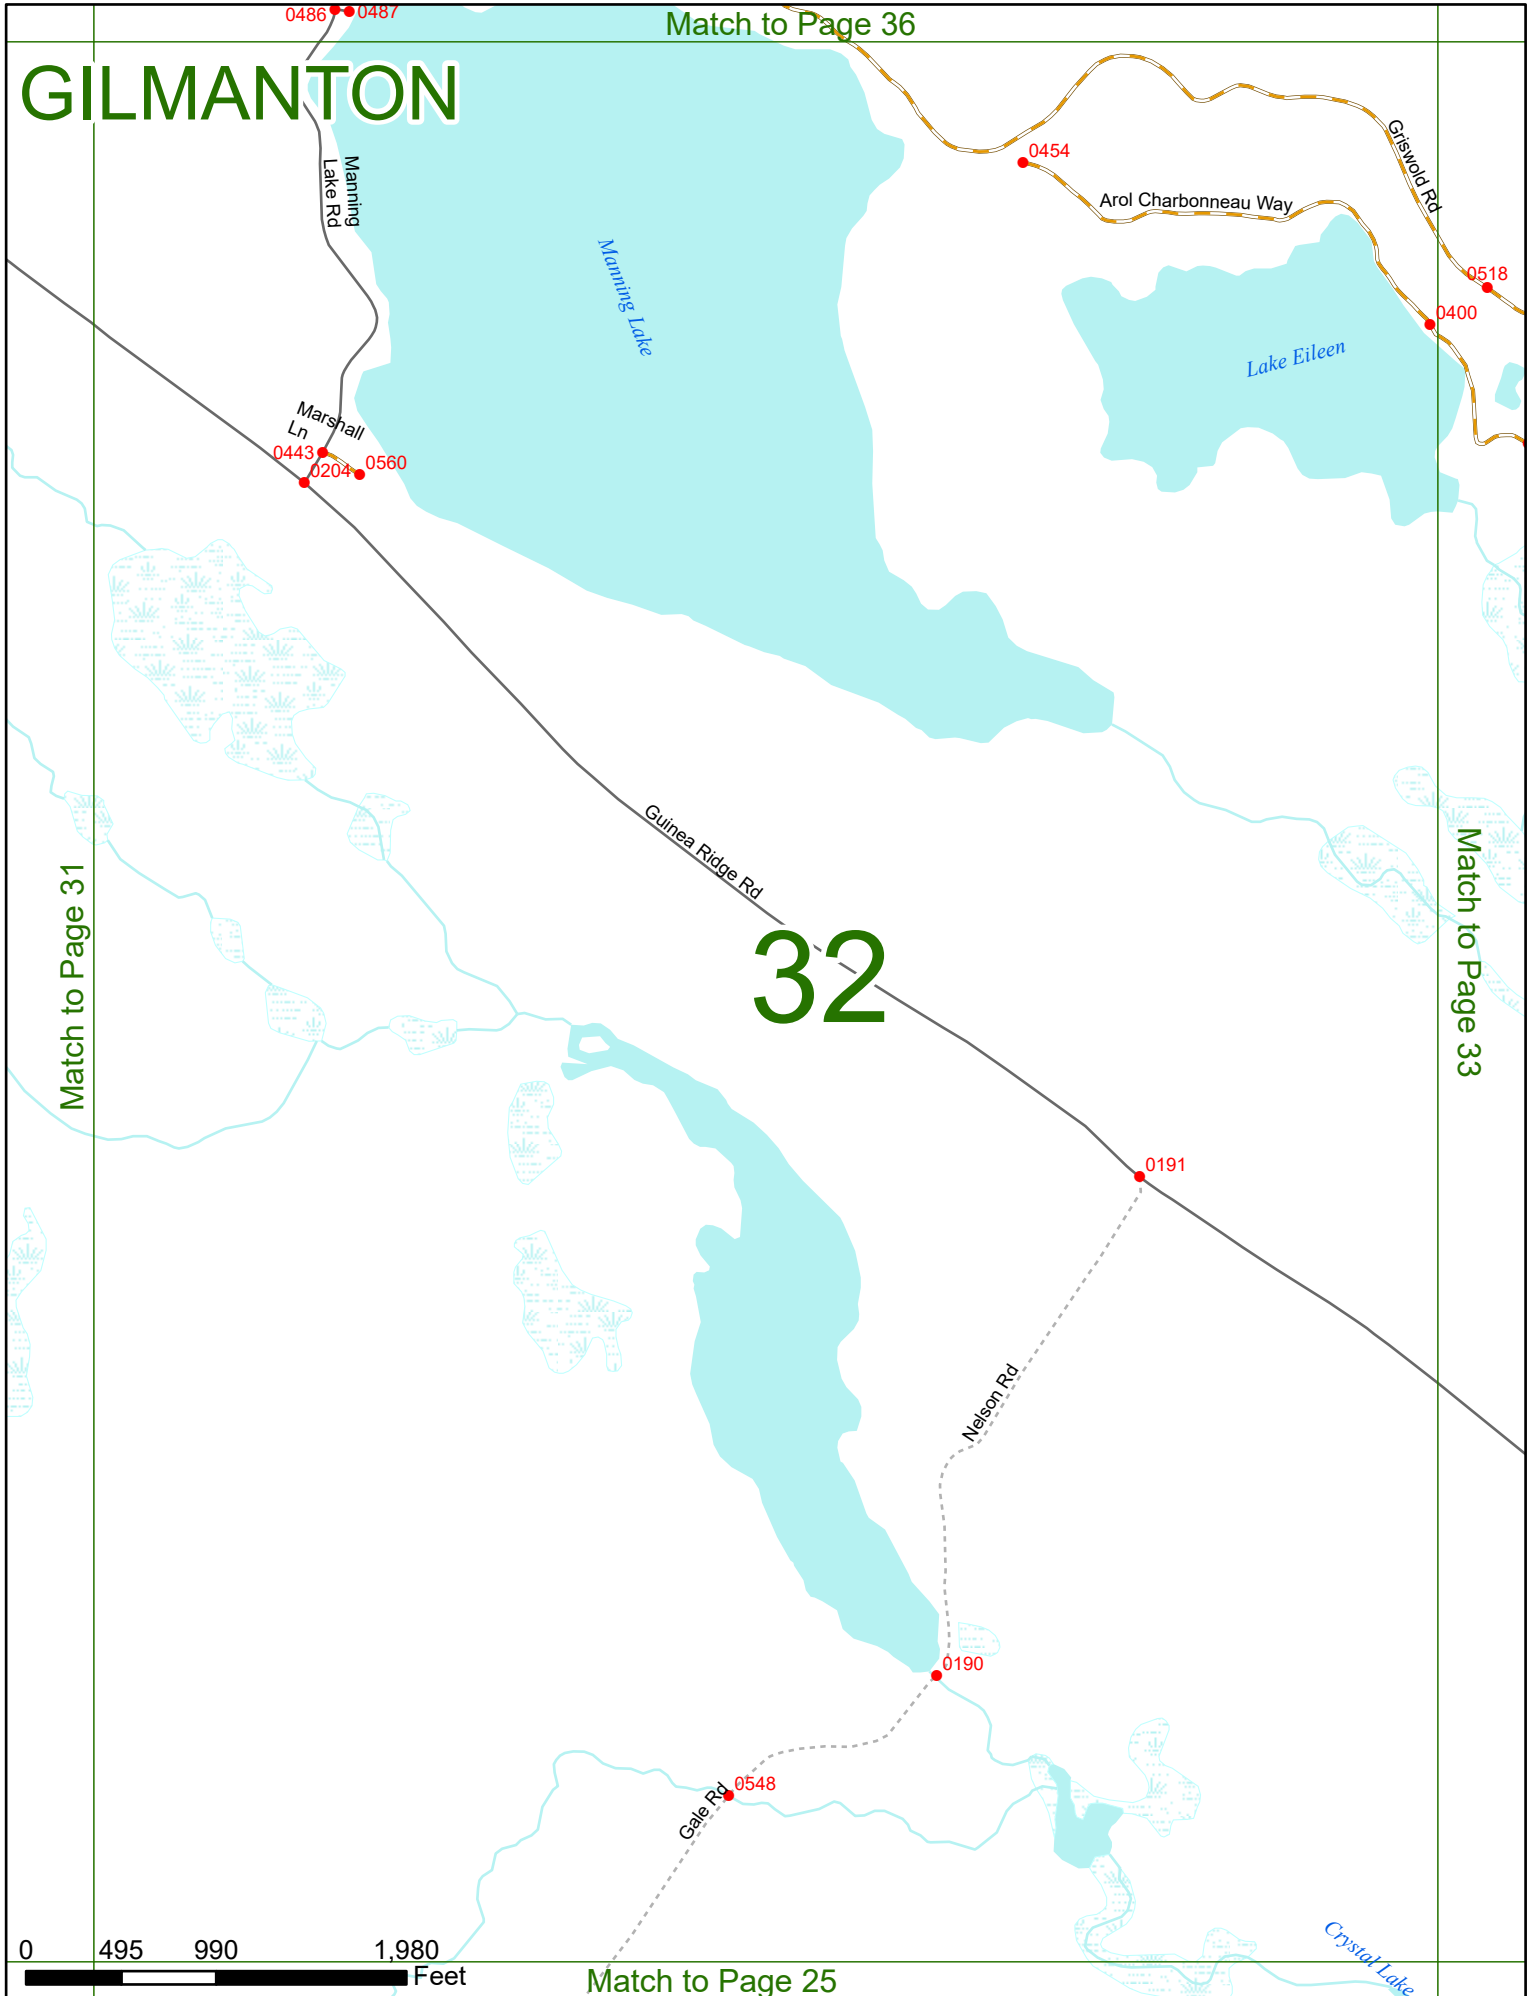 0486
0487
Match to Page 36
GILMANTON
Manning
Lake Rd
0454
Arol Charbonneau Way
Griswold Rd
Manning Lake
0518
0400
Lake Eileen
Marshall
Ln
0443
0204
0560
Guinea Ridge Rd
32
Match to Page 31
Match to Page 33
0191
Nelson Rd
0190
0548
Gale Rd
Crystal Lake
0 495 990 1,980
Feet
Match to Page 25